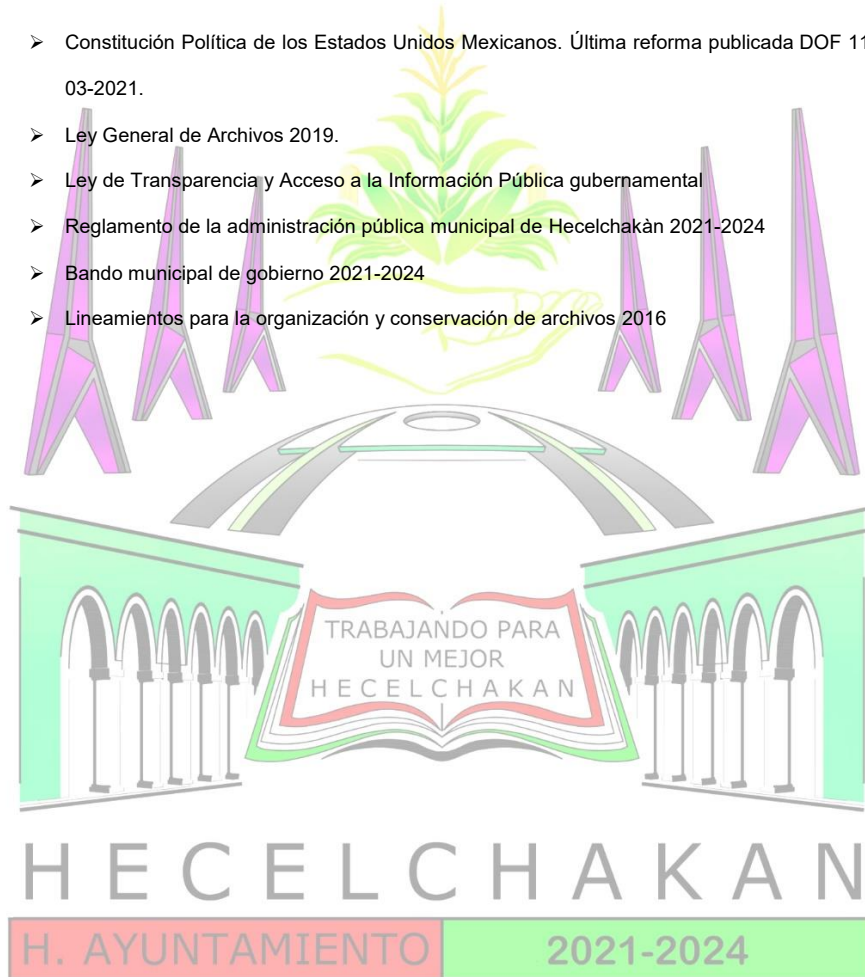 ➢ Constitución Política de los Estados Unidos Mexicanos. Última reforma publicada DOF 11
03-2021.
➢ Ley General de Archivos 2019.
➢ Ley de Transparencia y Acceso a la Información Pública gubernamental
➢ Reglamento de la administración pública municipal de Hecelchakàn 2021-2024
➢ Bando municipal de gobierno 2021-2024
➢ Lineamientos para la organización y conservación de archivos 2016
TRABAJANDO PARA
UN MEJOR
HECELCHAKAN
HECELCHAKAN
H. AYUNTAMIENTO 2021-2024